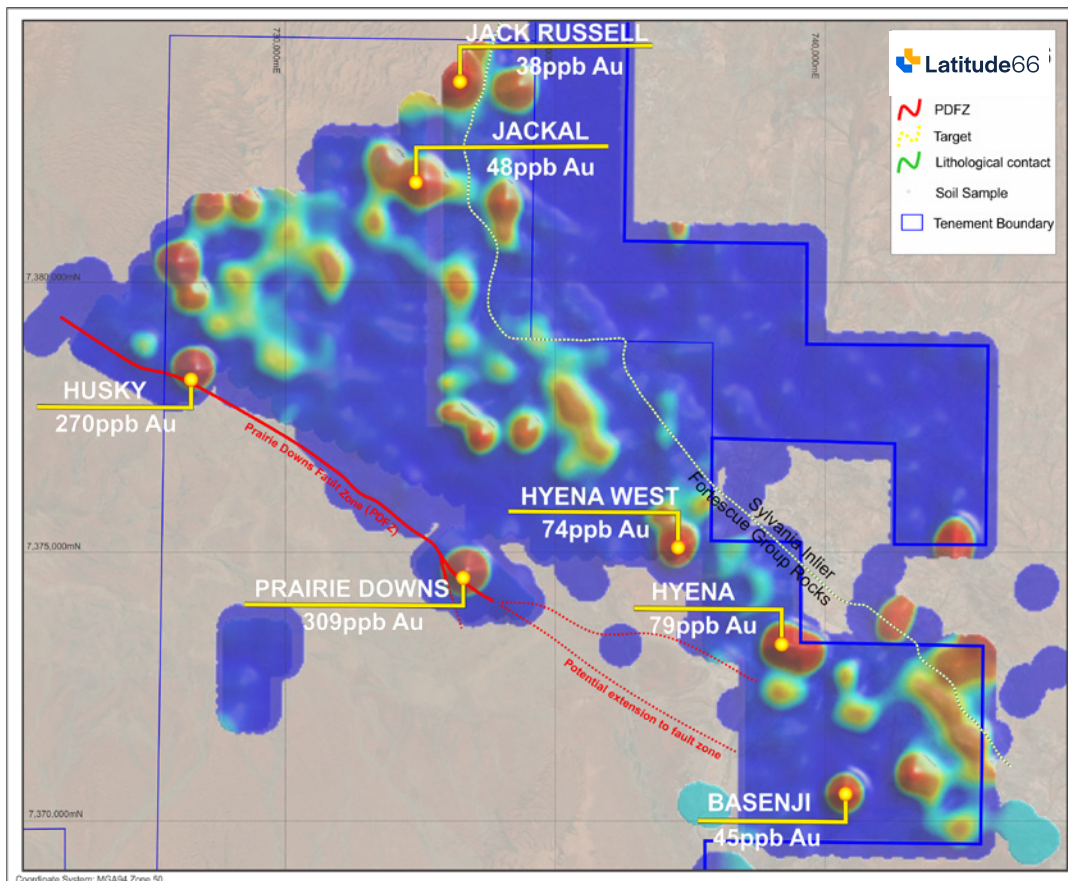 JACK RUSSELL
38ppb Au
730,000mE
740,000mE
Latitude66
PDFZ
Target
Lithological contact
Soil Sample
Tenement Boundary
JACKAL
48ppb Au
7,380,000mN
HUSKY
270ppb Au
Prairie Downs Fault Zone (PDFZ)
HYENA WEST
74ppb Au
Sylvania Inlier
Fortescue Group Rocks
7,375,000mN
PRAIRIE DOWNS
309ppb Au
HYENA
79ppb Au
Potential extension to fault zone
BASENJI
45ppb Au
7,370,000mN
Coordinate System: MGA94 Zone 50